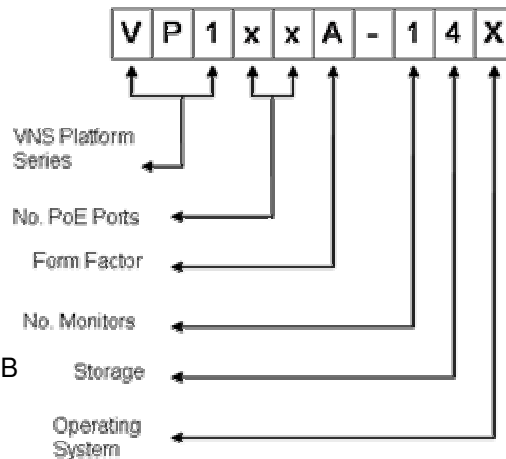 V P 1 x x A - 1 4 X
VNS Platform
Series
No. PoE Ports
Form Factor
No. Monitors
B
Storage
Operating
System